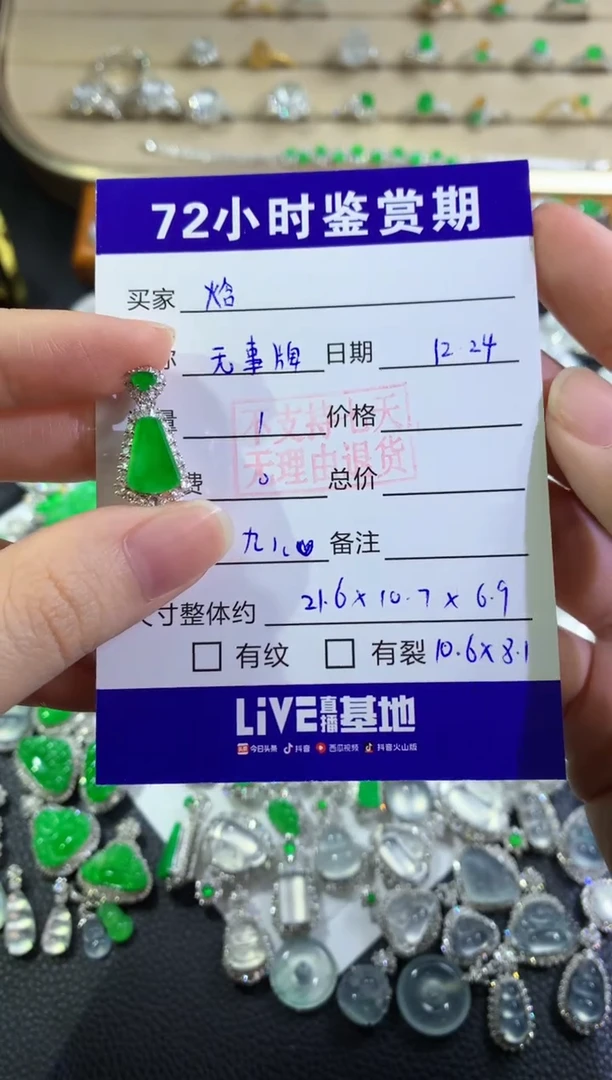 72小时鉴赏期
买家 焓
称 无事牌 日期 12.24
量 1 价格
费 0 总价
备注
不支持七天
无理由退货
尺寸整体约 21.6×10.7×6.9
有纹 有裂 10.6×8.1
LiVE直播基地
今日头条 抖音 西瓜视频 抖音火山版